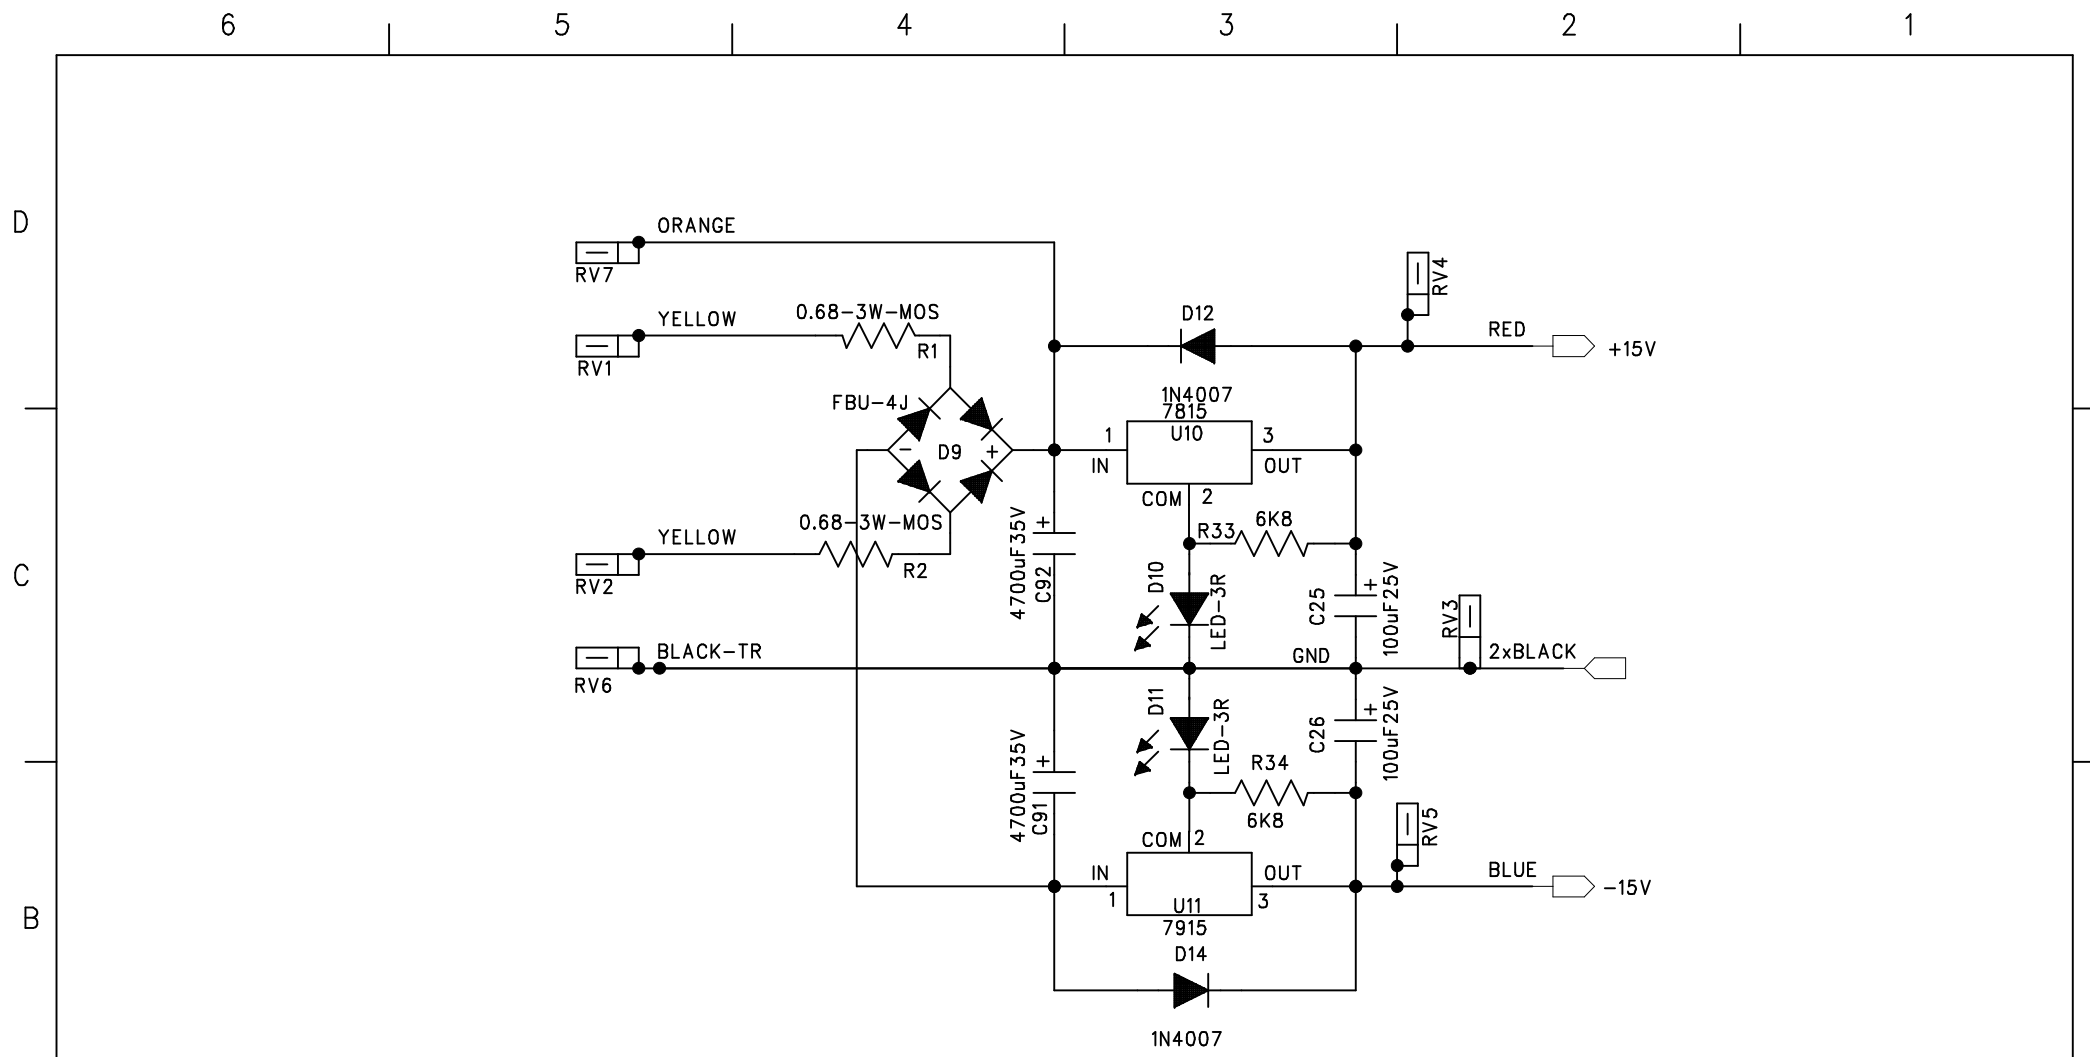 6 5 4 3 2 1
D
ORANGE
RV7
YELLOW
0.68-3W-MOS
R1
RV1
D12
RV4
RED
+15V
1N4007
7815
FBU-4J
U10
1
3
- D9 +
IN
OUT
COM 2
0.68-3W-MOS
YELLOW
R2
RV2
C
4700uF35V
+
C92
R33
6K8
D10
LED-3R
C25
+
100uF25V
RV3
BLACK-TR
RV6
GND
2xBLACK
D11
LED-3R
C26
+
100uF25V
4700uF35V
+
C91
R34
6K8
COM 2
RV5
IN
OUT
BLUE
-15V
1
U11
3
7915
B
D14
1N4007